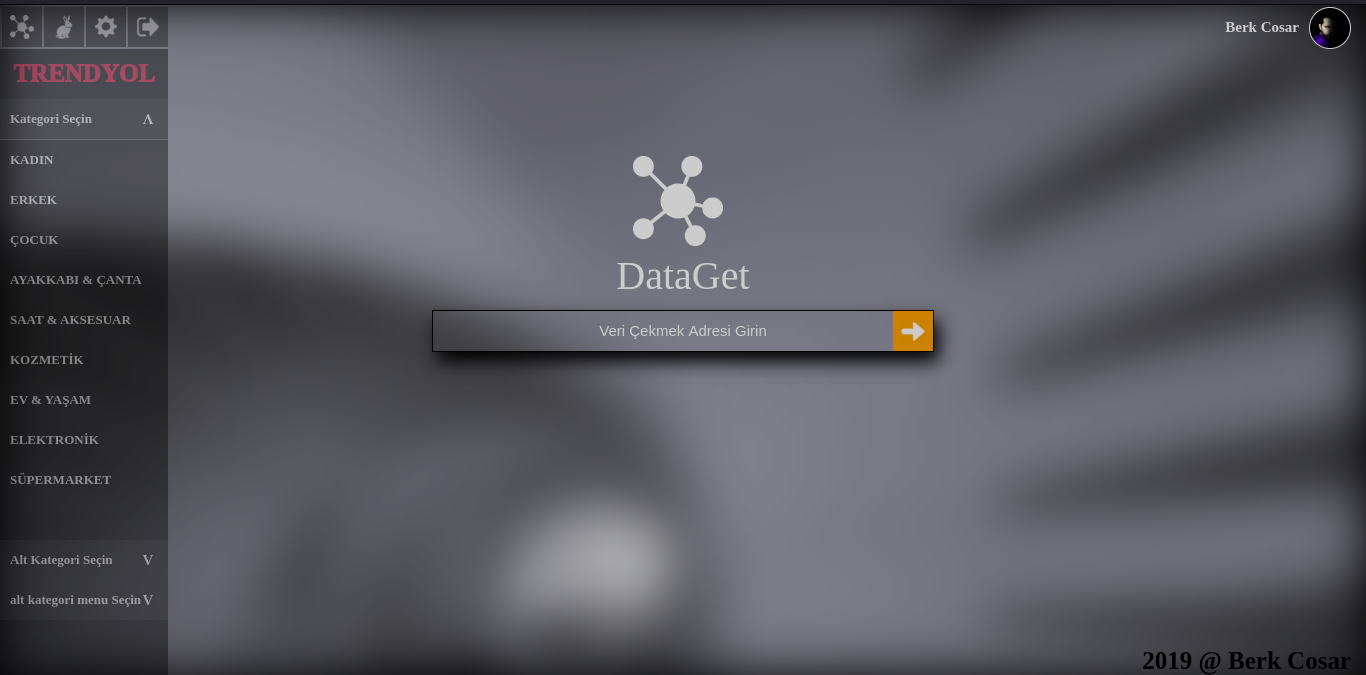 Berk Cosar
TRENDYOL
Kategori Seçin Λ
KADIN
ERKEK
ÇOCUK
AYAKKABI & ÇANTA
SAAT & AKSESUAR
KOZMETİK
EV & YAŞAM
ELEKTRONİK
SÜPERMARKET
Alt Kategori Seçin V
alt kategori menu Seçin V
DataGet
Veri Çekmek Adresi Girin
2019 @ Berk Cosar